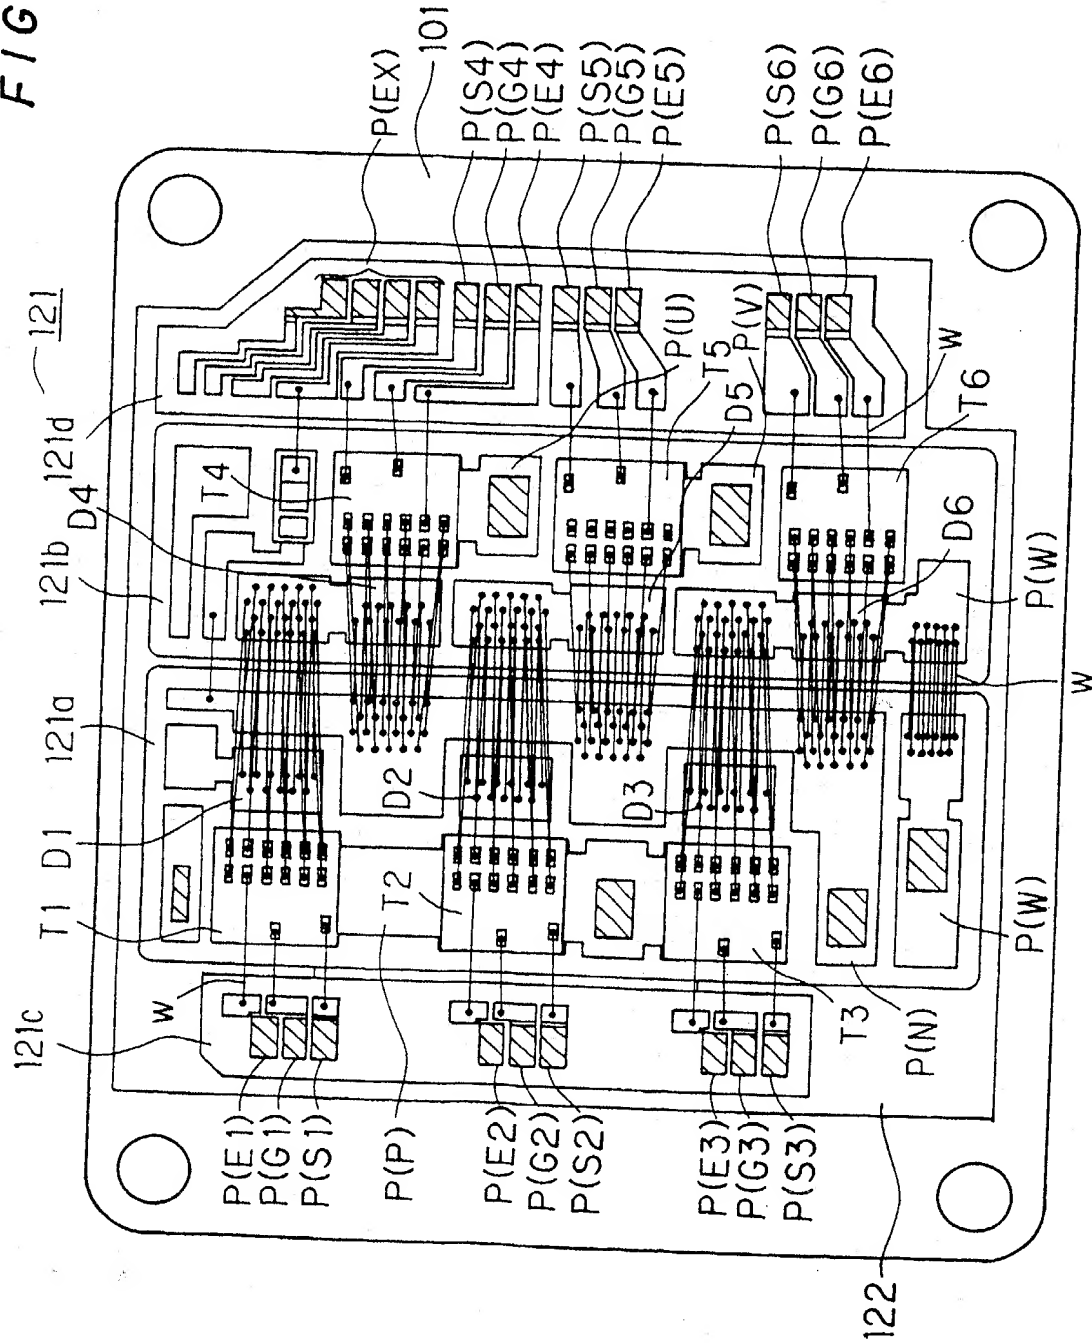 FIG
121
101
P(EX)
P(S4)
P(G4)
P(E4)
P(S5)
P(G5)
P(E5)
P(S6)
P(G6)
P(E6)
121d
T4
D4
121b
P(U)
T5
D5
P(V)
W
T6
D6
P(W)
W
121a
D1
T1
D2
T2
D3
P(W)
T3
P(N)
W
121c
P(E1)
P(G1)
P(S1)
P(P)
P(E2)
P(G2)
P(S2)
P(E3)
P(G3)
P(S3)
122